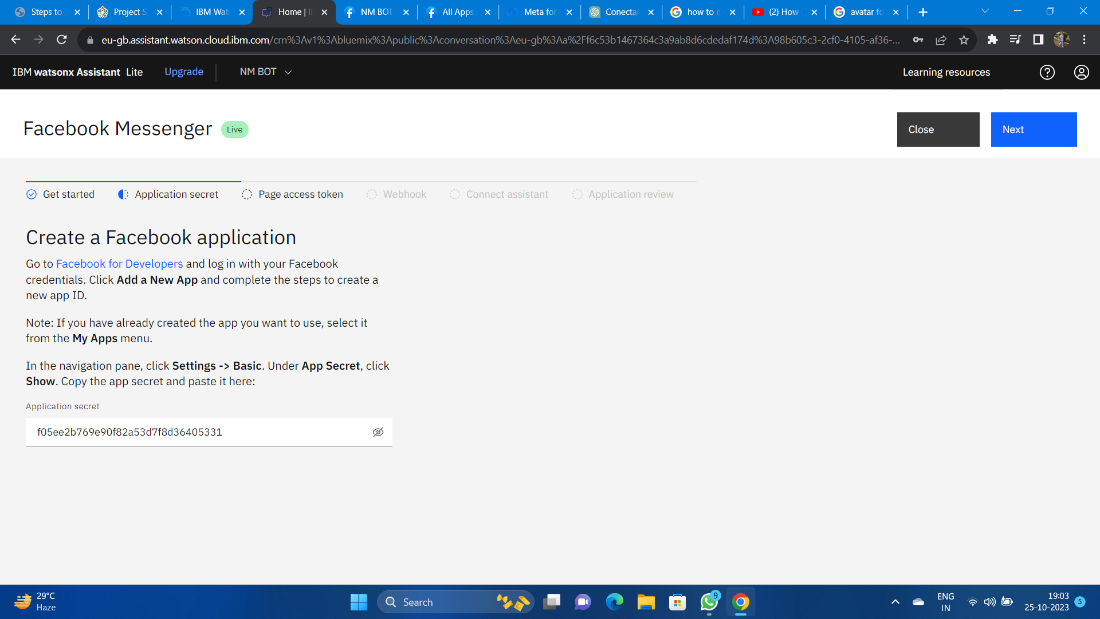 Steps to
Project S
IBM Wat
Home | I
NM BOT
All Apps
Meta for
Conecta
how to c
(2) How
avatar fo
eu-gb.assistant.watson.cloud.ibm.com/crn%3Av1%3Abluemix%3Apublic%3Aconversation%3Aeu-gb%3Aa%2Ff6c53b1467364c3a9ab8d6cdedaf174d%3A98b605c3-2cf0-4105-af36-...
IBM watsonx Assistant Lite
Upgrade
NM BOT
Learning resources
Facebook Messenger
Live
Close
Next
Get started
Application secret
Page access token
Webhook
Connect assistant
Application review
Create a Facebook application
Go to Facebook for Developers and log in with your Facebook
credentials. Click Add a New App and complete the steps to create a
new app ID.
Note: If you have already created the app you want to use, select it
from the My Apps menu.
In the navigation pane, click Settings -> Basic. Under App Secret, click
Show. Copy the app secret and paste it here:
Application secret
f05ee2b769e90f82a53d7f8d36405331
29°C
Haze
Search
9
ENG
IN
19:03
25-10-2023
5